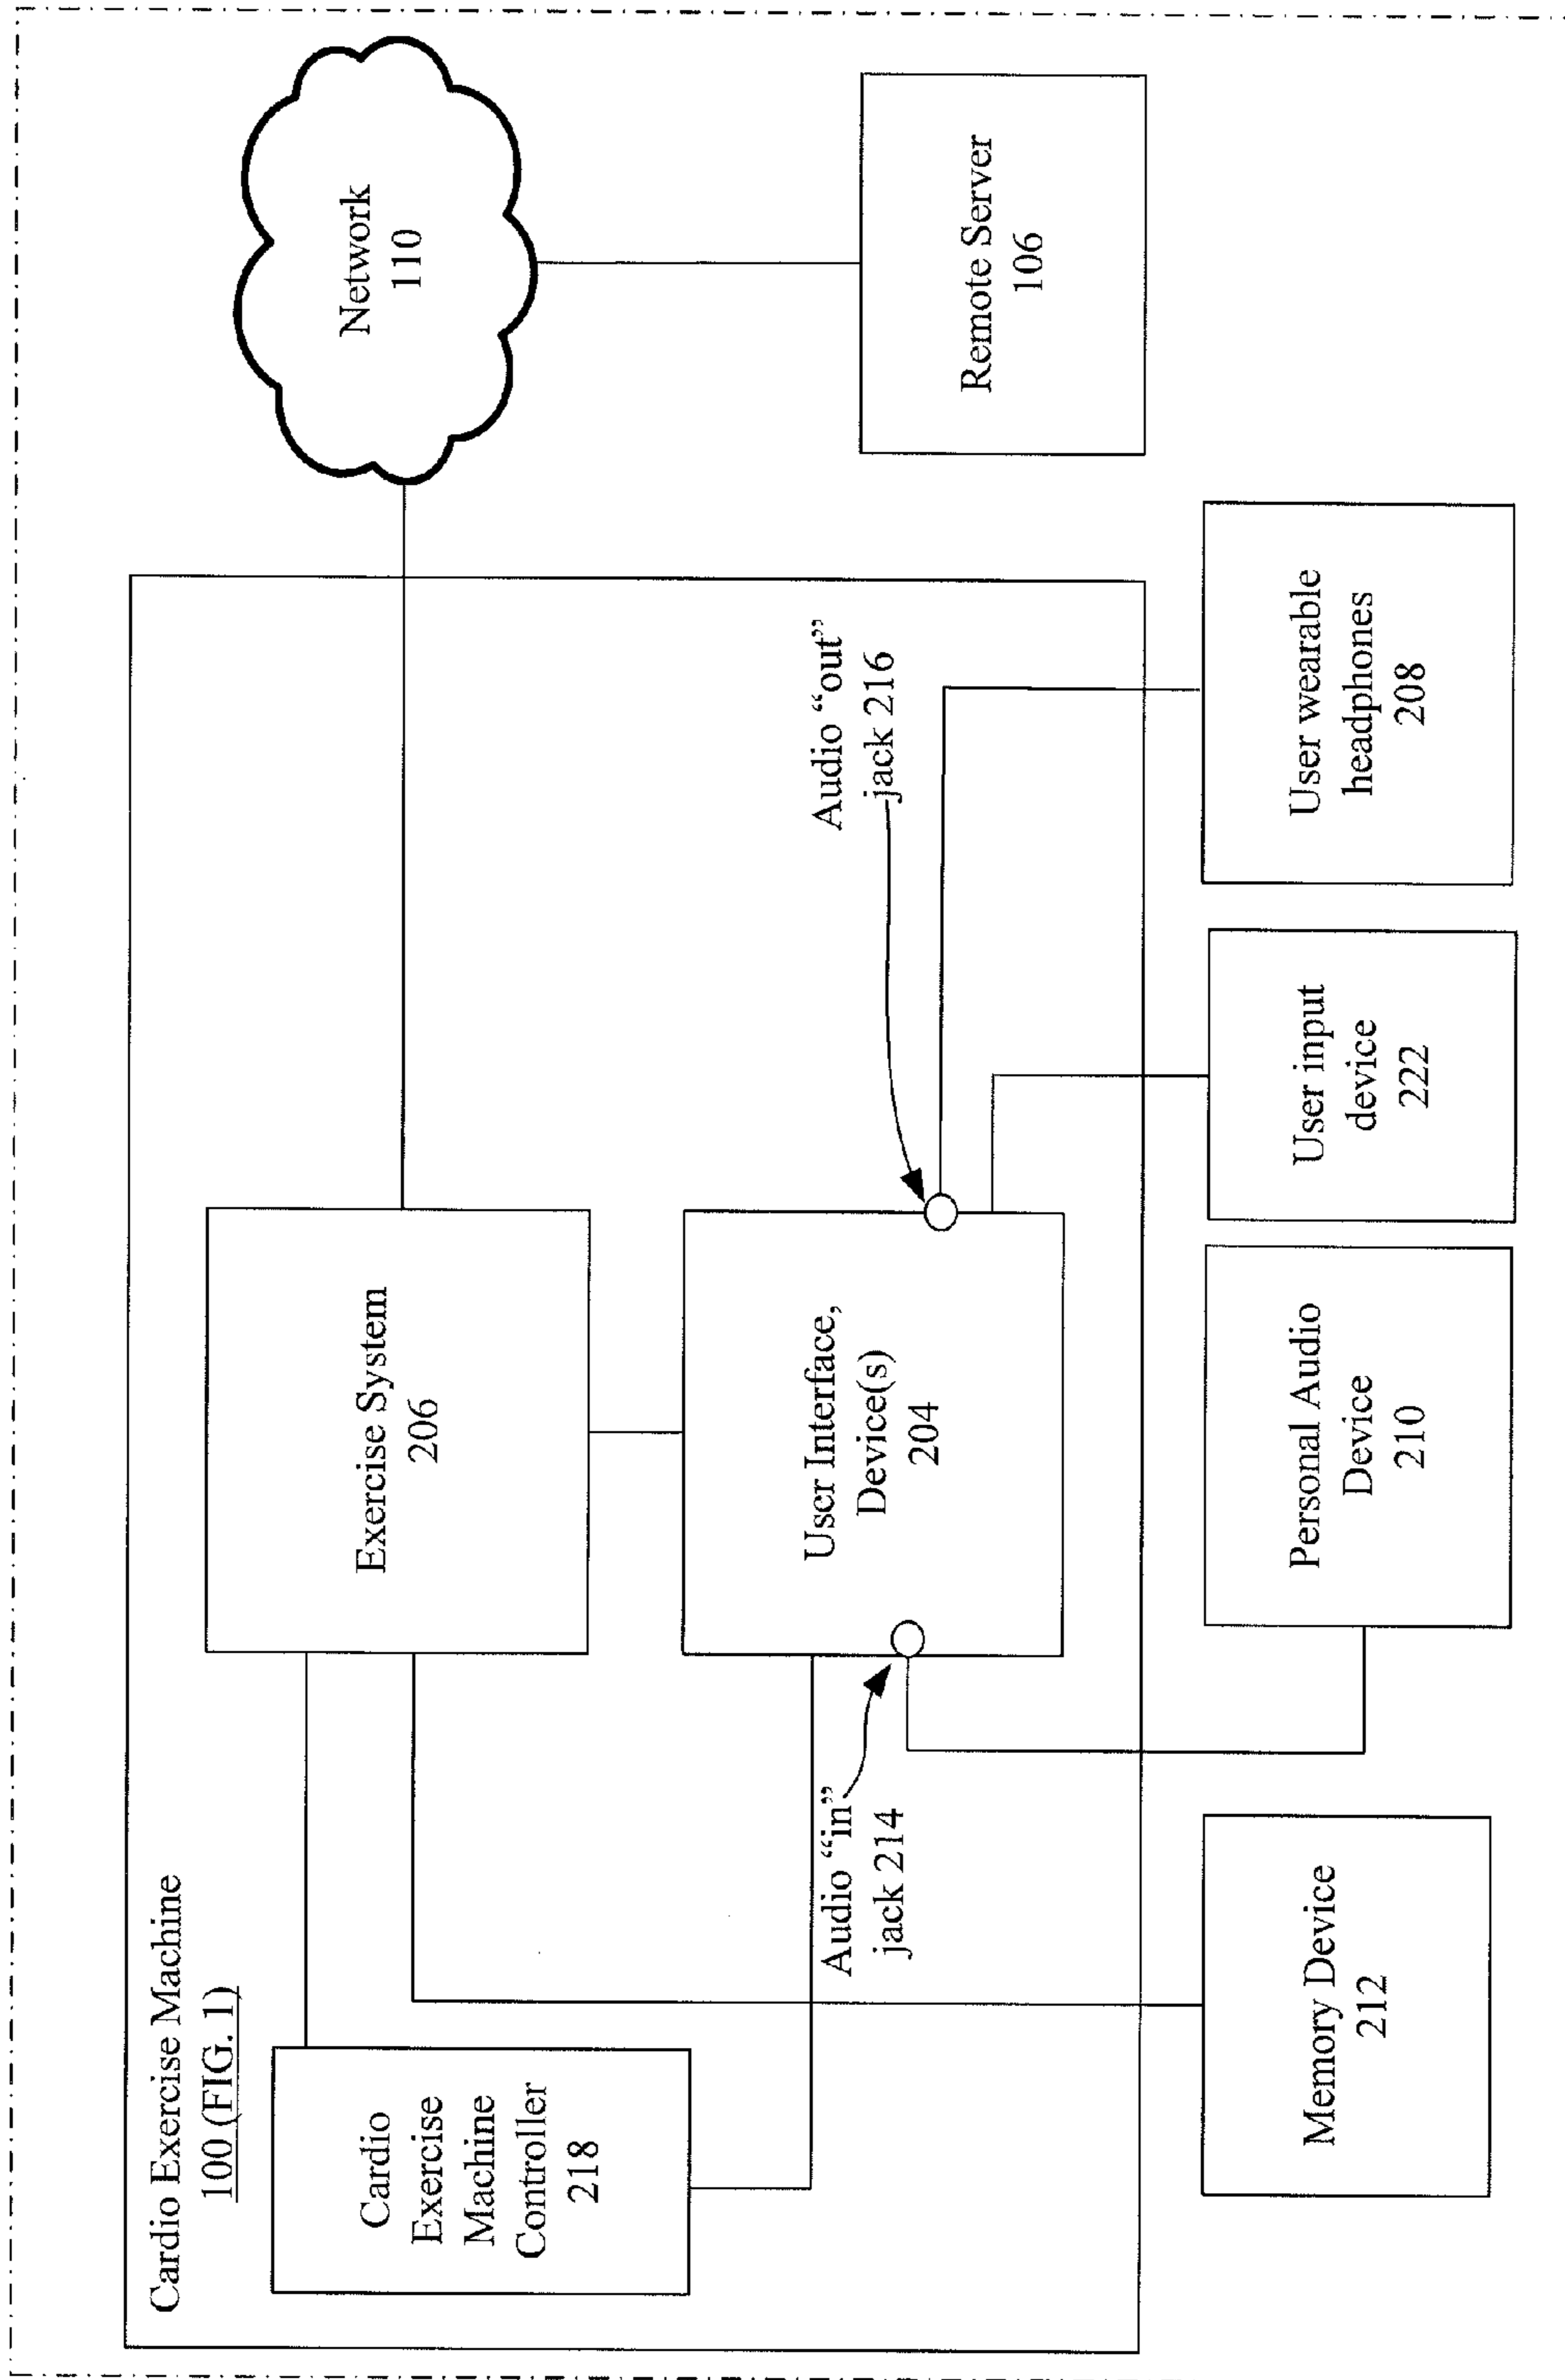 Cardio Exercise Machine
100 (FIG. 1)
Cardio
Exercise
Machine
Controller
218
Exercise System
206
Network
110
User Interface,
Device(s)
204
Audio “in”
jack 214
Audio “out”
jack 216
Remote Server
106
Memory Device
212
Personal Audio
Device
210
User input
device
222
User wearable
headphones
208